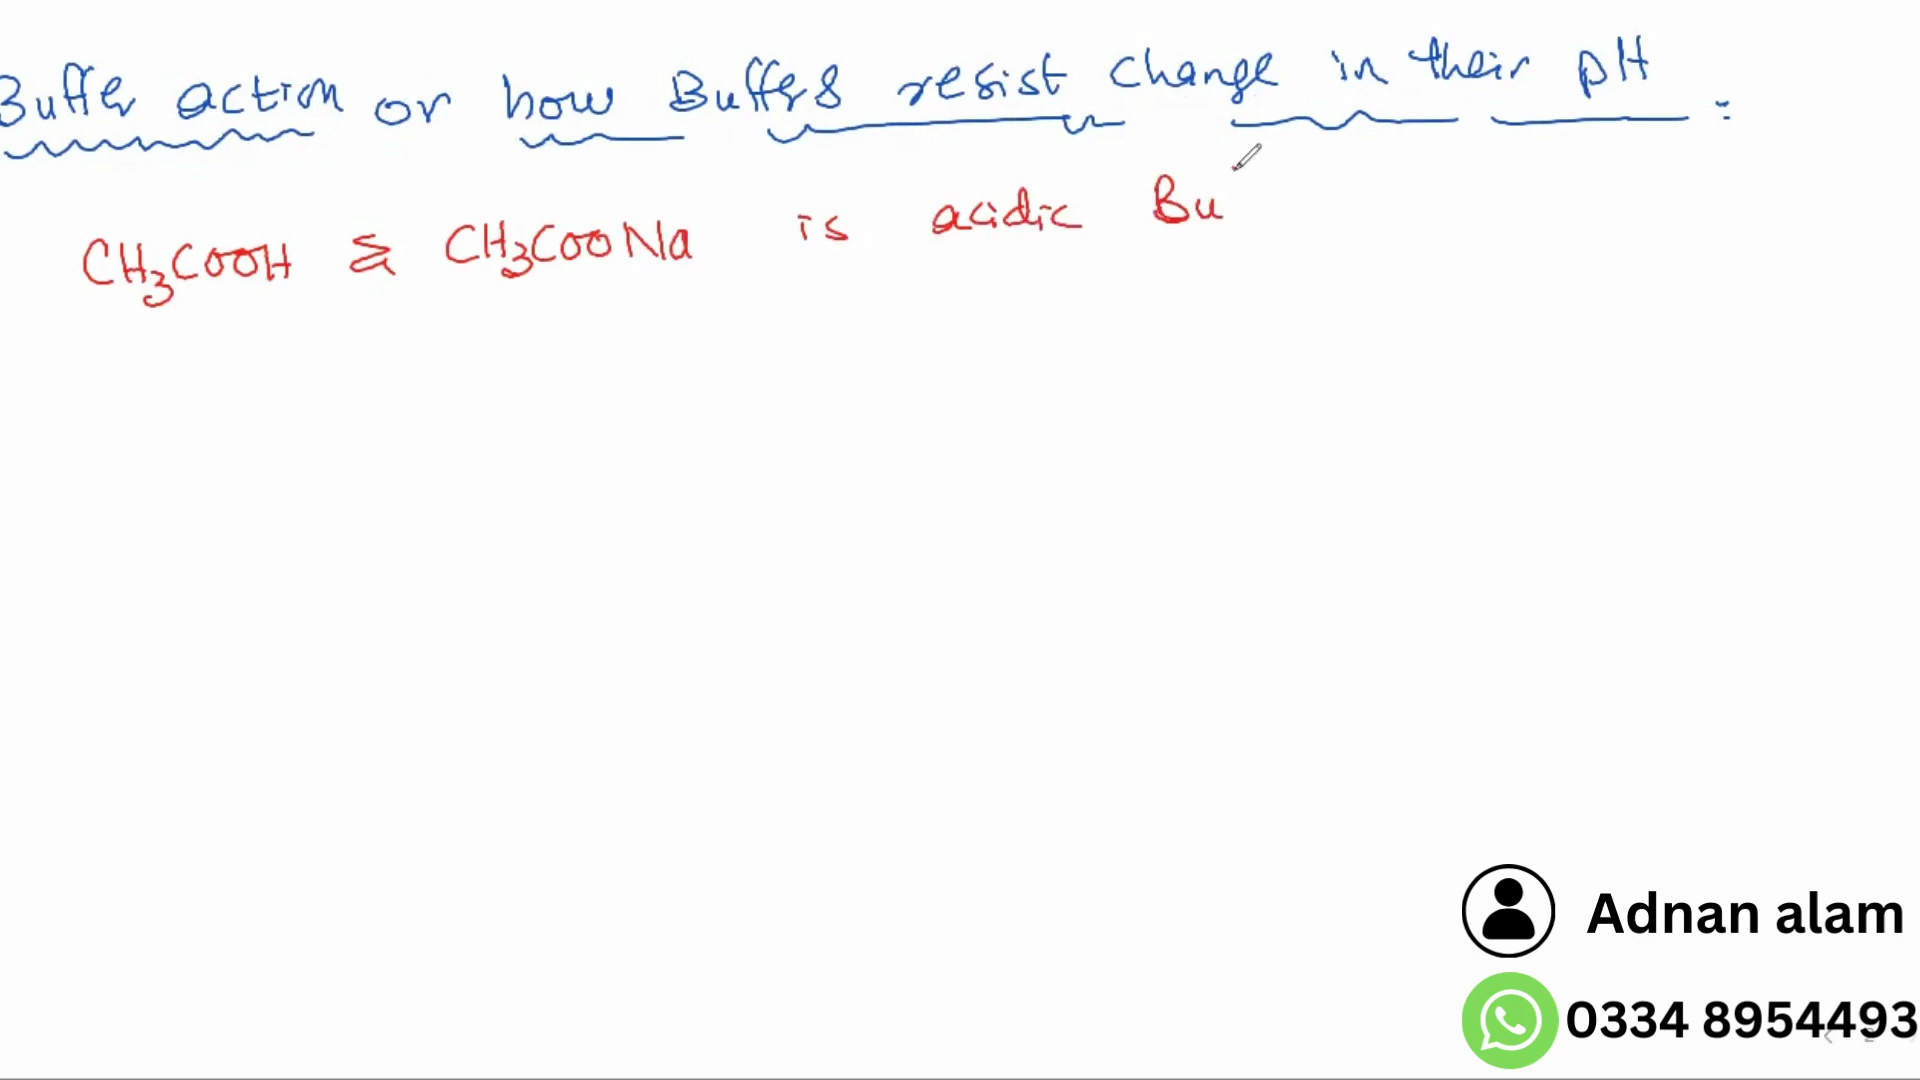 Buffer action or how Buffers resist change in their pH :
CH₃COOH & CH₃COONa is acidic Bu
Adnan alam
0334 8954493